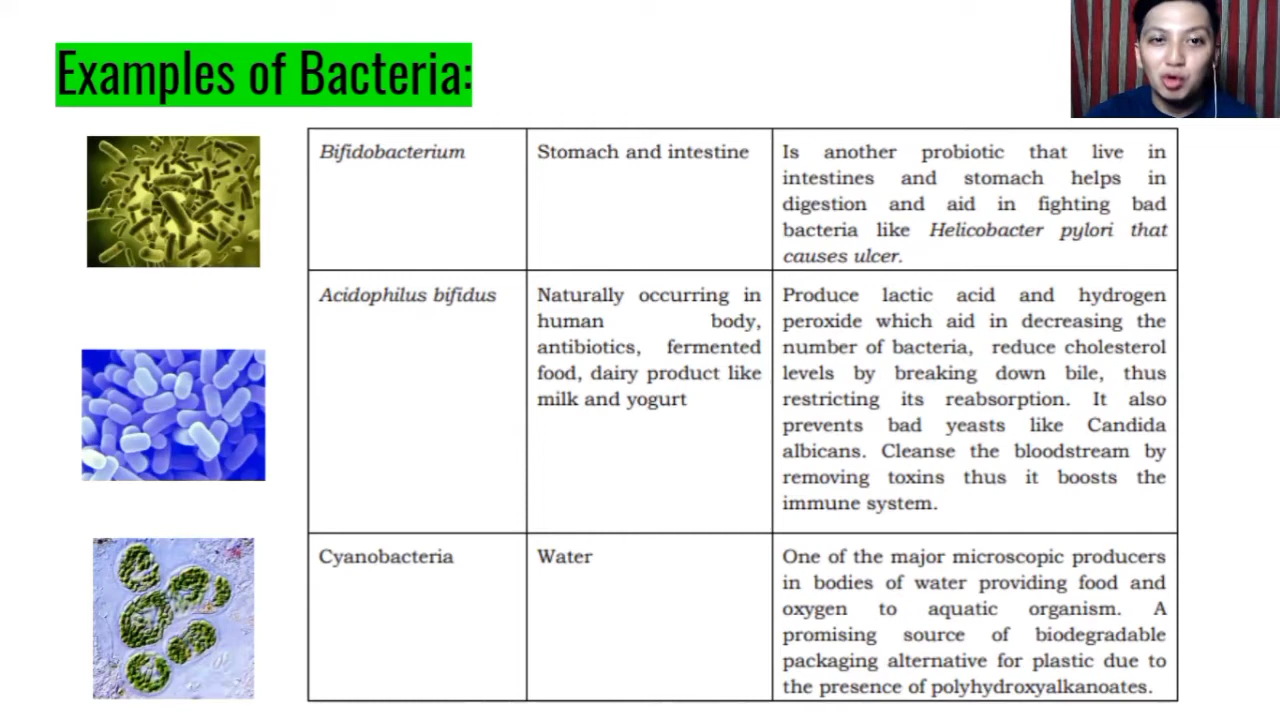 Examples of Bacteria:
Bifidobacterium
Stomach and intestine
Is another probiotic that live in
intestines and stomach helps in
digestion and aid in fighting bad
bacteria like Helicobacter pylori that
causes ulcer.
Acidophilus bifidus
Naturally occurring in
human body,
antibiotics, fermented
food, dairy product like
milk and yogurt
Produce lactic acid and hydrogen
peroxide which aid in decreasing the
number of bacteria, reduce cholesterol
levels by breaking down bile, thus
restricting its reabsorption. It also
prevents bad yeasts like Candida
albicans. Cleanse the bloodstream by
removing toxins thus it boosts the
immune system.
Cyanobacteria
Water
One of the major microscopic producers
in bodies of water providing food and
oxygen to aquatic organism. A
promising source of biodegradable
packaging alternative for plastic due to
the presence of polyhydroxyalkanoates.